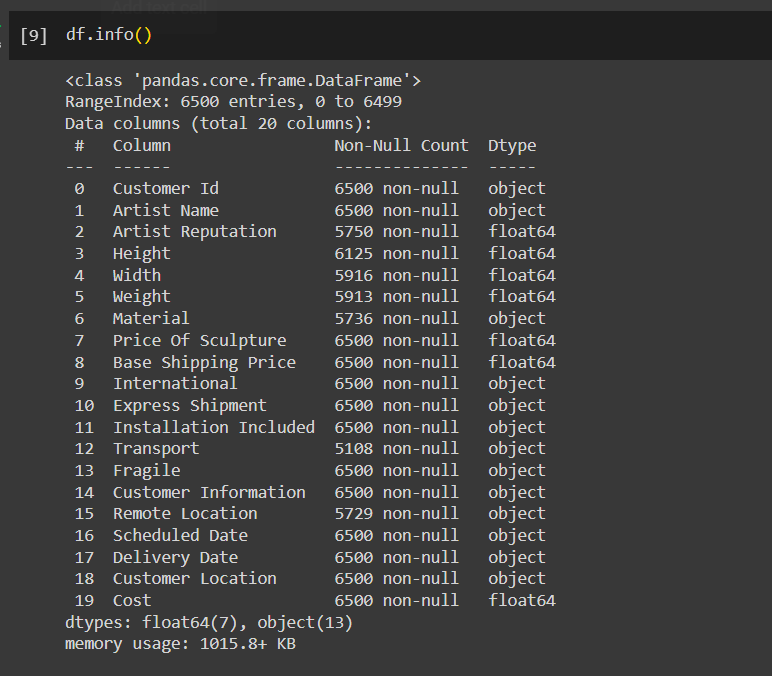 [9] df.info()
<class 'pandas.core.frame.DataFrame'>
RangeIndex: 6500 entries, 0 to 6499
Data columns (total 20 columns):
 #   Column                 Non-Null Count  Dtype
---  ------                 --------------  -----
 0   Customer Id            6500 non-null   object
 1   Artist Name            6500 non-null   object
 2   Artist Reputation      5750 non-null   float64
 3   Height                 6125 non-null   float64
 4   Width                  5916 non-null   float64
 5   Weight                 5913 non-null   float64
 6   Material               5736 non-null   object
 7   Price Of Sculpture     6500 non-null   float64
 8   Base Shipping Price    6500 non-null   float64
 9   International          6500 non-null   object
 10  Express Shipment       6500 non-null   object
 11  Installation Included  6500 non-null   object
 12  Transport              5108 non-null   object
 13  Fragile                6500 non-null   object
 14  Customer Information   6500 non-null   object
 15  Remote Location        5729 non-null   object
 16  Scheduled Date         6500 non-null   object
 17  Delivery Date          6500 non-null   object
 18  Customer Location      6500 non-null   object
 19  Cost                   6500 non-null   float64
dtypes: float64(7), object(13)
memory usage: 1015.8+ KB